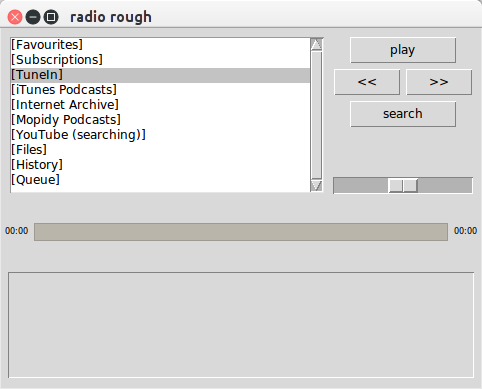 radio rough
[Favourites]
[Subscriptions]
[TuneIn]
[iTunes Podcasts]
[Internet Archive]
[Mopidy Podcasts]
[YouTube (searching)]
[Files]
[History]
[Queue]
play
<< >>
search
00:00 00:00